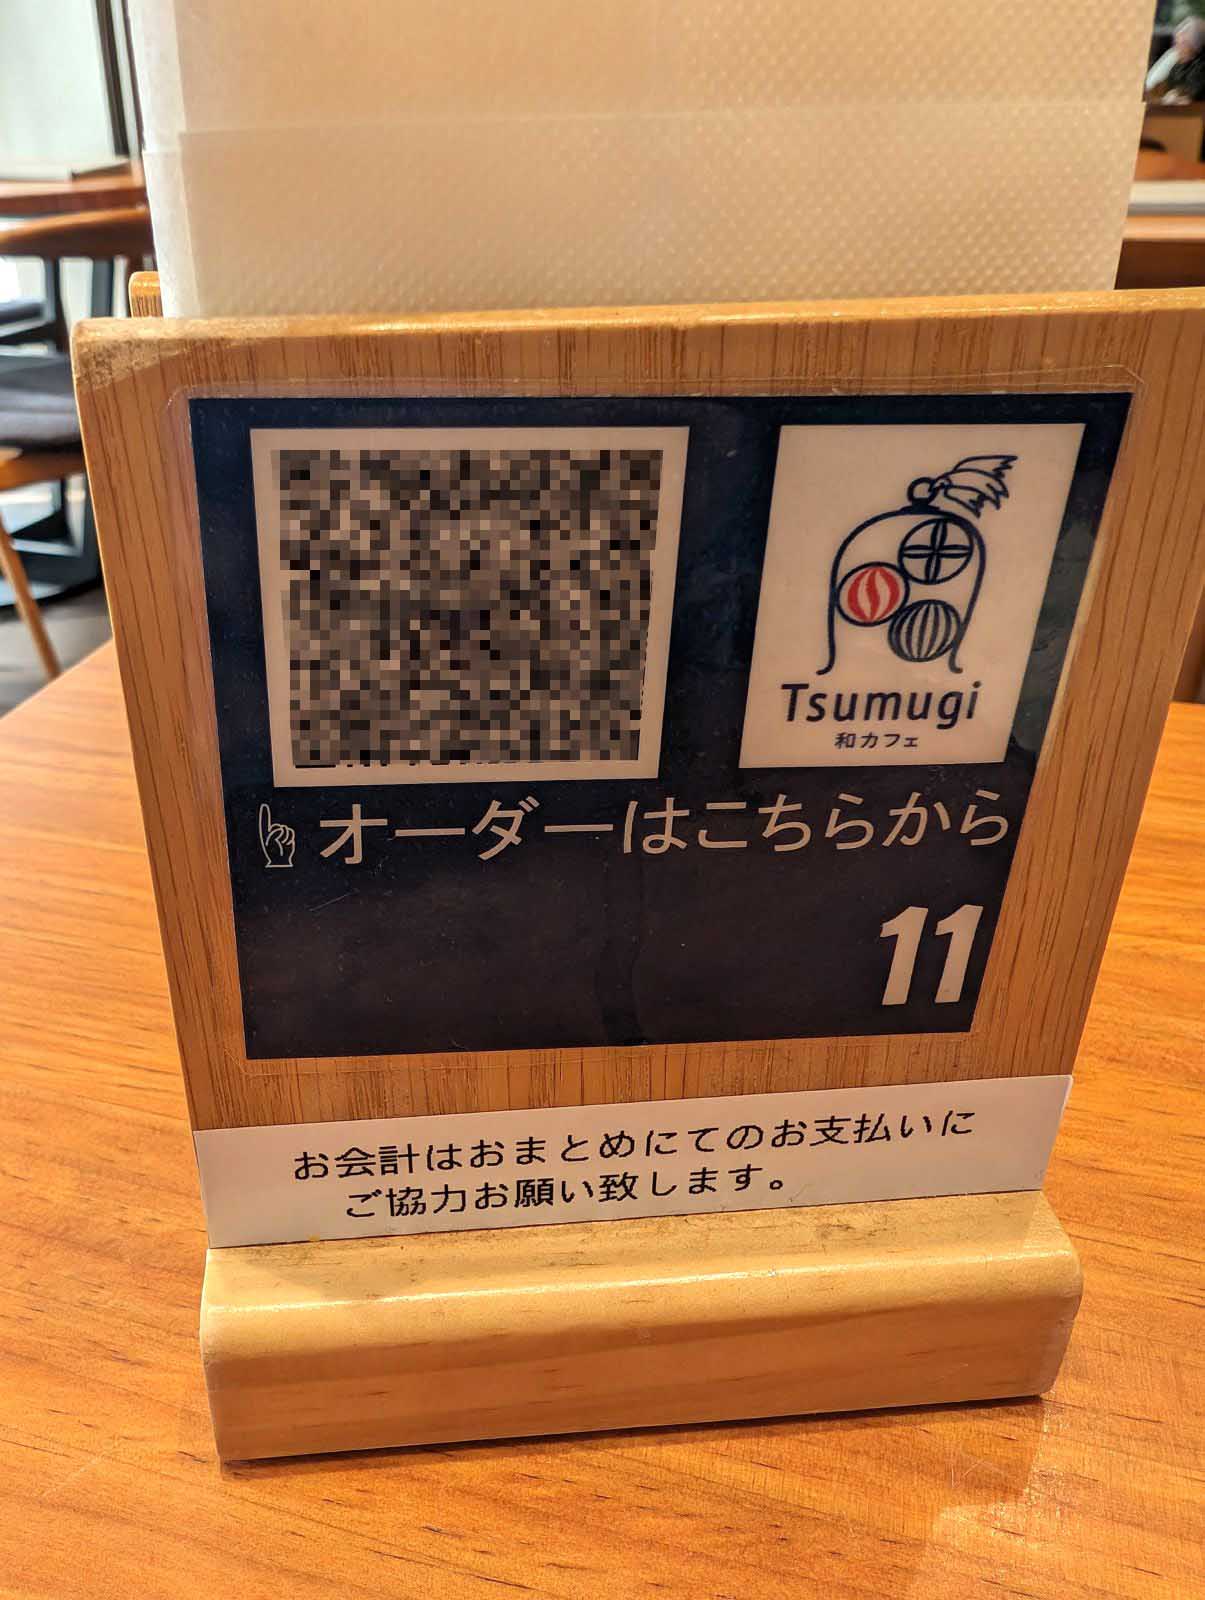 Tsumugi
和カフェ
☝オーダーはこちらから
11
お会計はおまとめにてのお支払いに
ご協力お願い致します。